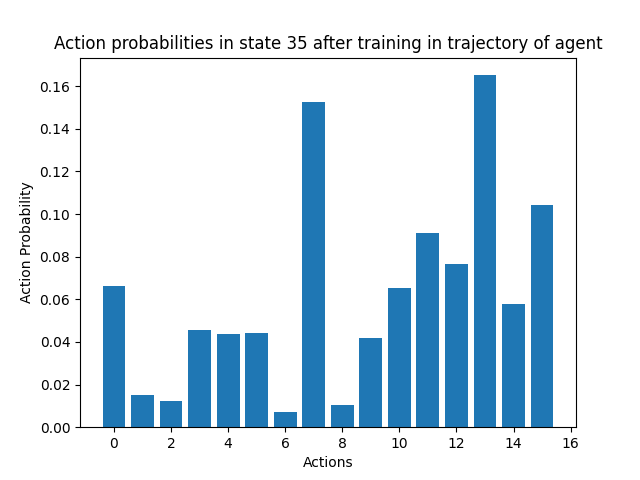 Action probabilities in state 35 after training in trajectory of agent
0.16
0.14
0.12
0.10
0.08
0.06
0.04
0.02
0.00
Action Probability
0 2 4 6 8 10 12 14 16
Actions